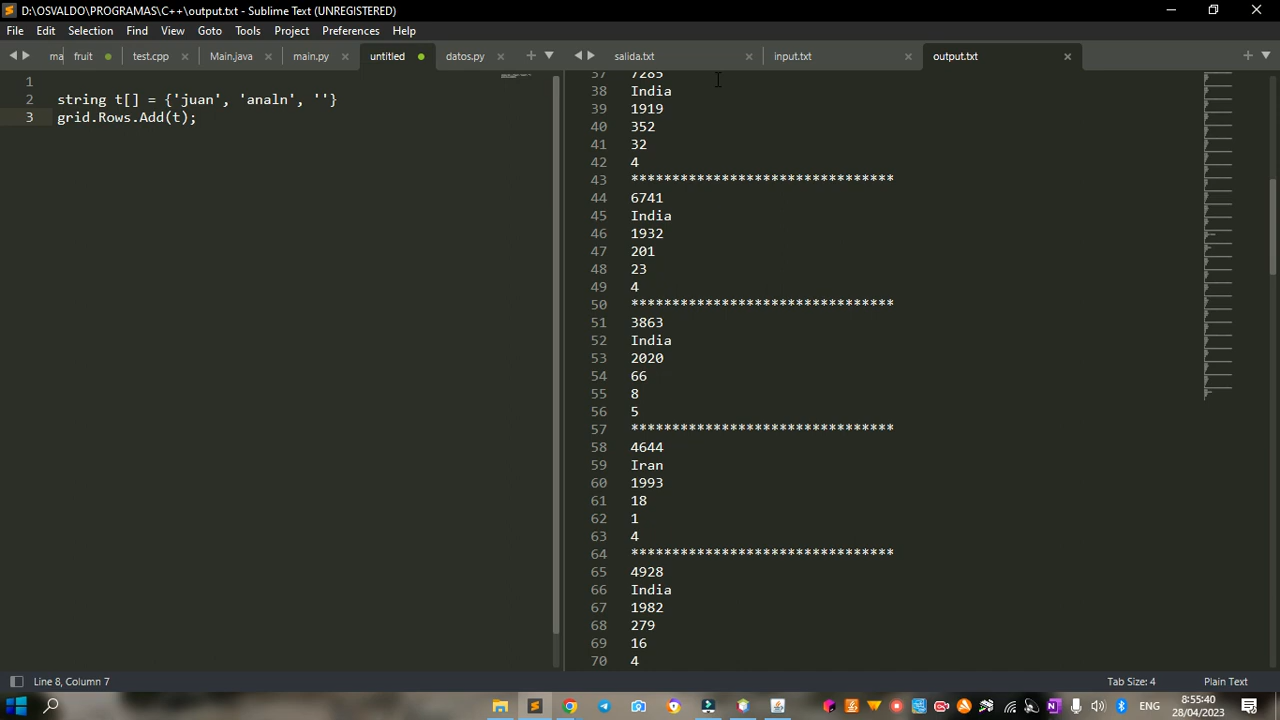 D:\OSVALDO\PROGRAMAS\C++\output.txt - Sublime Text (UNREGISTERED)
File Edit Selection Find View Goto Tools Project Preferences Help
ma fruit test.cpp Main.java main.py untitled datos.py salida.txt input.txt output.txt
1
2 string t[] = {'juan', 'analn', ''}
3 grid.Rows.Add(t);
37 7285
38 India
39 1919
40 352
41 32
42 4
43 ********************************
44 6741
45 India
46 1932
47 201
48 23
49 4
50 ********************************
51 3863
52 India
53 2020
54 66
55 8
56 5
57 ********************************
58 4644
59 Iran
60 1993
61 18
62 1
63 4
64 ********************************
65 4928
66 India
67 1982
68 279
69 16
70 4
Line 8, Column 7 Tab Size: 4 Plain Text
ENG 8:55:40
28/04/2023